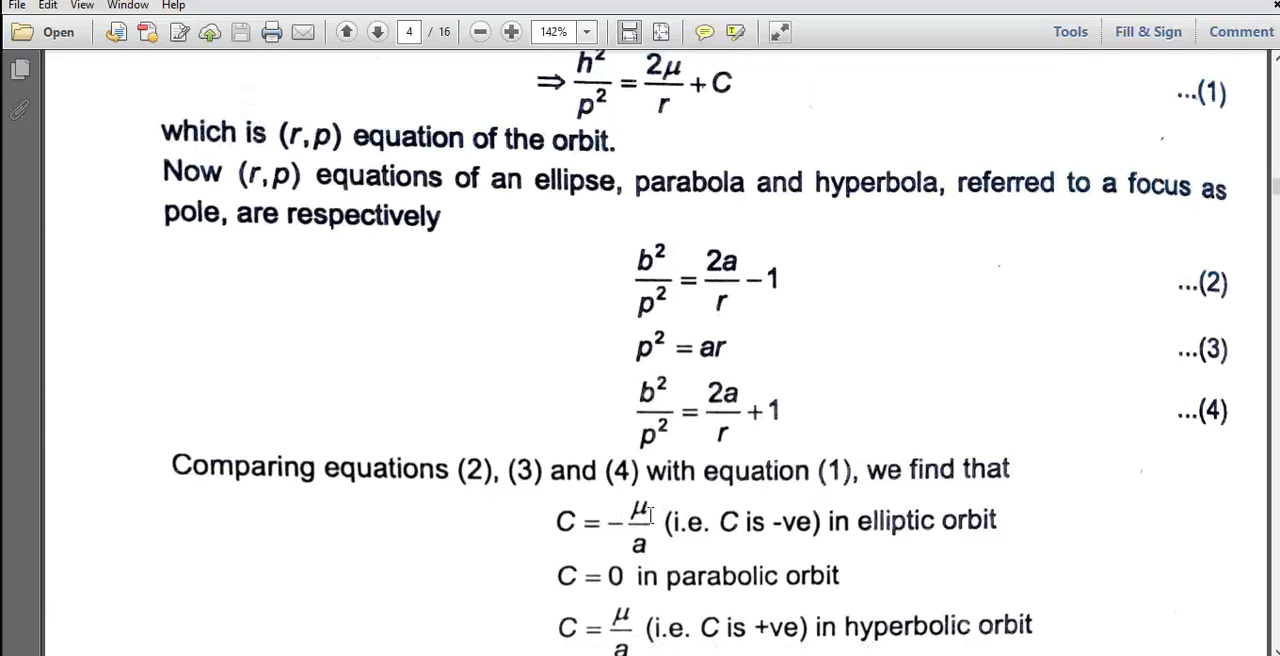 File Edit View Window Help
Open 4 / 16 142% Tools Fill & Sign Comment
⇒ h²/p² = 2μ/r + C ...(1)
which is (r,p) equation of the orbit.
Now (r,p) equations of an ellipse, parabola and hyperbola, referred to a focus as
pole, are respectively
b²/p² = 2a/r − 1 ...(2)
p² = ar ...(3)
b²/p² = 2a/r + 1 ...(4)
Comparing equations (2), (3) and (4) with equation (1), we find that
C = − μ/a (i.e. C is -ve) in elliptic orbit
C = 0 in parabolic orbit
C = μ/a (i.e. C is +ve) in hyperbolic orbit